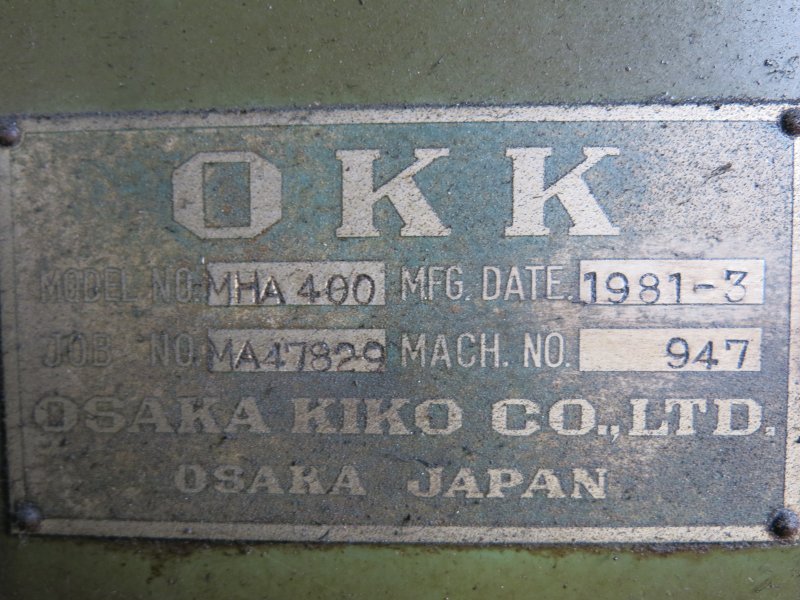 OKK
MODEL NO. MHA 400 MFG. DATE. 1981-3
JOB NO. MA47829 MACH. NO. 947
OSAKA KIKO CO., LTD.
OSAKA JAPAN